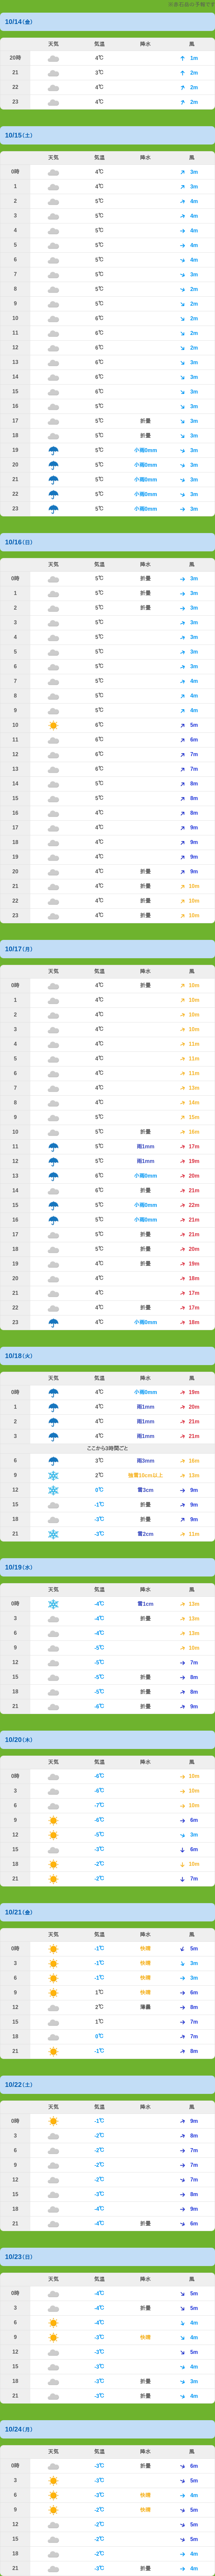 10/14(金)
天気 気温 降水 風
20時 4℃ 1m
21 3℃ 2m
22 4℃ 2m
23 4℃ 2m
10/15(土)
天気 気温 降水 風
0時 4℃ 3m
1 4℃ 3m
2 5℃ 4m
3 5℃ 4m
4 5℃ 4m
5 5℃ 4m
6 5℃ 4m
7 5℃ 3m
8 5℃ 2m
9 5℃ 2m
10 6℃ 2m
11 6℃ 2m
12 6℃ 2m
13 6℃ 3m
14 6℃ 3m
15 6℃ 3m
16 5℃ 3m
17 5℃ 折曇 3m
18 5℃ 折曇 3m
19 5℃ 小雨0mm 3m
20 5℃ 小雨0mm 3m
21 5℃ 小雨0mm 3m
22 5℃ 小雨0mm 3m
23 5℃ 小雨0mm 3m
10/16(日)
天気 気温 降水 風
0時 5℃ 折曇 3m
1 5℃ 折曇 3m
2 5℃ 折曇 3m
3 5℃ 3m
4 5℃ 3m
5 5℃ 3m
6 5℃ 3m
7 5℃ 4m
8 5℃ 4m
9 5℃ 4m
10 6℃ 5m
11 6℃ 6m
12 6℃ 7m
13 6℃ 7m
14 5℃ 8m
15 5℃ 8m
16 4℃ 8m
17 4℃ 9m
18 4℃ 9m
19 4℃ 9m
20 4℃ 折曇 9m
21 4℃ 折曇 10m
22 4℃ 折曇 10m
23 4℃ 折曇 10m
10/17(月)
天気 気温 降水 風
0時 4℃ 折曇 10m
1 4℃ 10m
2 4℃ 10m
3 4℃ 10m
4 4℃ 11m
5 4℃ 11m
6 4℃ 11m
7 4℃ 13m
8 4℃ 14m
9 5℃ 15m
10 5℃ 折曇 16m
11 5℃ 雨1mm 17m
12 5℃ 雨1mm 19m
13 6℃ 小雨0mm 20m
14 6℃ 折曇 21m
15 5℃ 小雨0mm 22m
16 5℃ 小雨0mm 21m
17 5℃ 折曇 21m
18 5℃ 折曇 20m
19 4℃ 折曇 19m
20 4℃ 18m
21 4℃ 17m
22 4℃ 折曇 17m
23 4℃ 小雨0mm 18m
10/18(火)
天気 気温 降水 風
0時 4℃ 小雨0mm 19m
1 4℃ 雨1mm 20m
2 4℃ 雨1mm 21m
3 4℃ 雨1mm 21m
ここから3時間ごと
6 3℃ 雨3mm 16m
9 2℃ 強雪10cm以上 13m
12 0℃ 雪3cm 9m
15 -1℃ 折曇 9m
18 -3℃ 折曇 9m
21 -3℃ 雪2cm 11m
10/19(水)
天気 気温 降水 風
0時 -4℃ 雪1cm 13m
3 -4℃ 折曇 13m
6 -4℃ 13m
9 -5℃ 10m
12 -5℃ 7m
15 -5℃ 折曇 8m
18 -5℃ 折曇 8m
21 -6℃ 折曇 9m
10/20(木)
天気 気温 降水 風
0時 -6℃ 10m
3 -6℃ 10m
6 -7℃ 10m
9 -6℃ 6m
12 -5℃ 3m
15 -3℃ 6m
18 -2℃ 10m
21 -2℃ 7m
10/21(金)
天気 気温 降水 風
0時 -1℃ 快晴 5m
3 -1℃ 快晴 3m
6 -1℃ 快晴 3m
9 1℃ 快晴 6m
12 2℃ 薄曇 8m
15 1℃ 7m
18 0℃ 7m
21 -1℃ 8m
10/22(土)
天気 気温 降水 風
0時 -1℃ 9m
3 -2℃ 8m
6 -2℃ 7m
9 -2℃ 7m
12 -2℃ 7m
15 -3℃ 8m
18 -4℃ 9m
21 -4℃ 折曇 6m
10/23(日)
天気 気温 降水 風
0時 -4℃ 5m
3 -4℃ 折曇 5m
6 -4℃ 4m
9 -3℃ 快晴 4m
12 -3℃ 5m
15 -3℃ 4m
18 -3℃ 折曇 3m
21 -3℃ 折曇 4m
10/24(月)
天気 気温 降水 風
0時 -3℃ 折曇 6m
3 -3℃ 5m
6 -3℃ 快晴 4m
9 -2℃ 快晴 5m
12 -2℃ 5m
15 -2℃ 5m
18 -2℃ 4m
21 -3℃ 折曇 4m